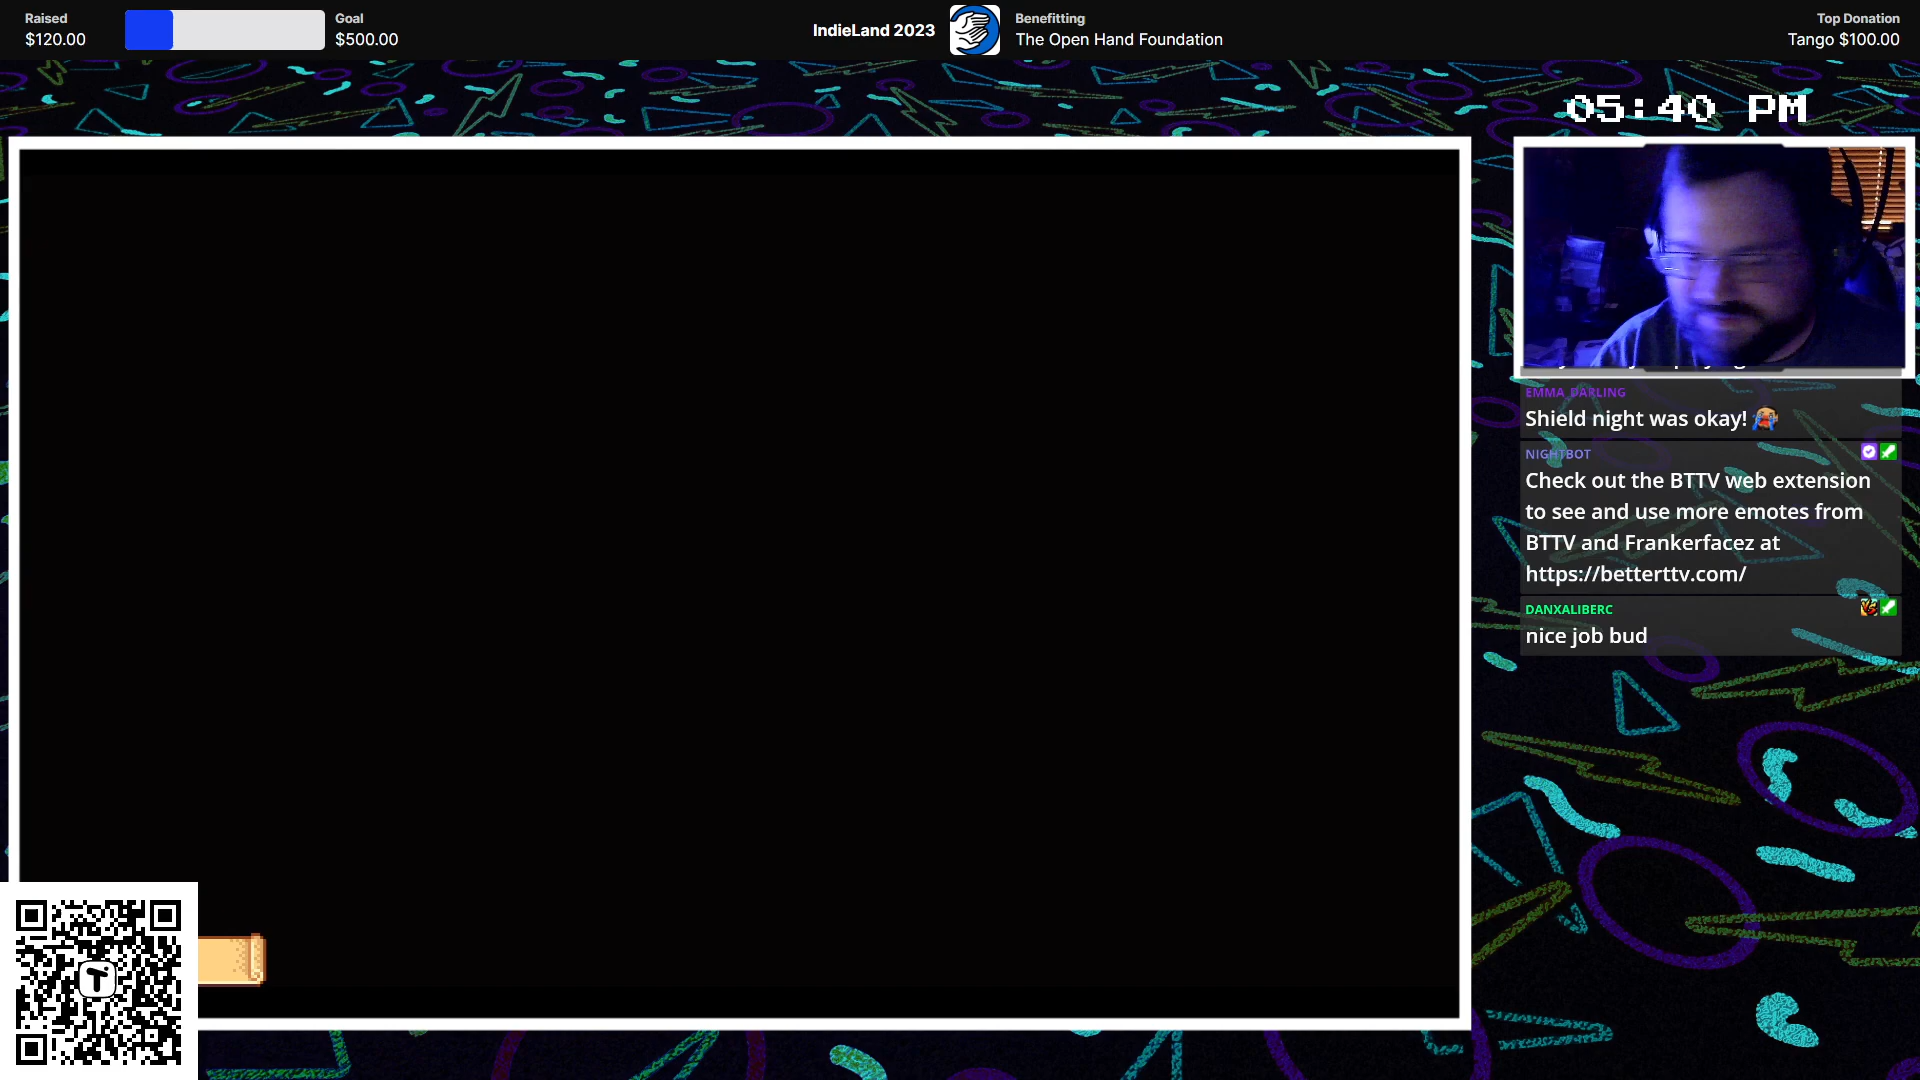 Raised
$120.00
Goal
$500.00
IndieLand 2023
Benefitting
The Open Hand Foundation
Top Donation
Tango $100.00
05:40 PM
EMMA_DARLING
Shield night was okay!
NIGHTBOT
Check out the BTTV web extension
to see and use more emotes from
BTTV and Frankerfacez at
https://betterttv.com/
DANXALIBERC
nice job bud
T